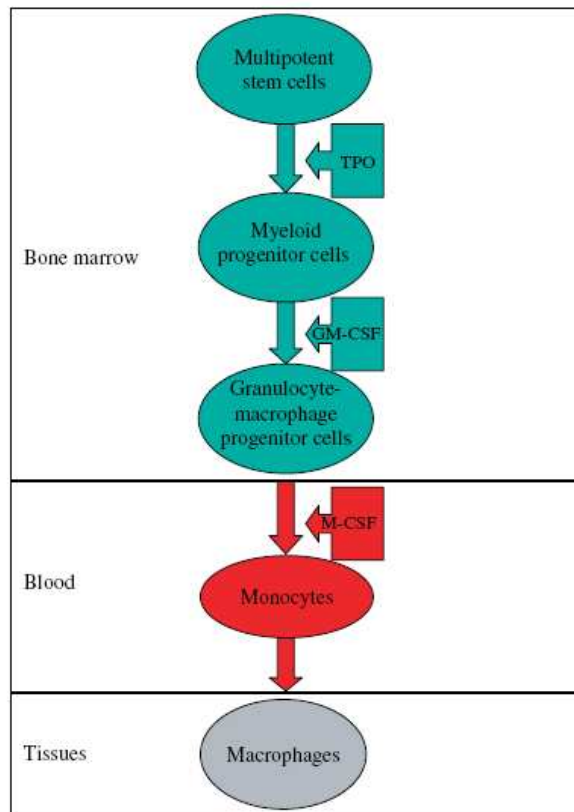 Multipotent
stem cells
TPO
Bone marrow
Myeloid
progenitor cells
GM-CSF
Granulocyte-
macrophage
progenitor cells
M-CSF
Blood
Monocytes
Tissues
Macrophages